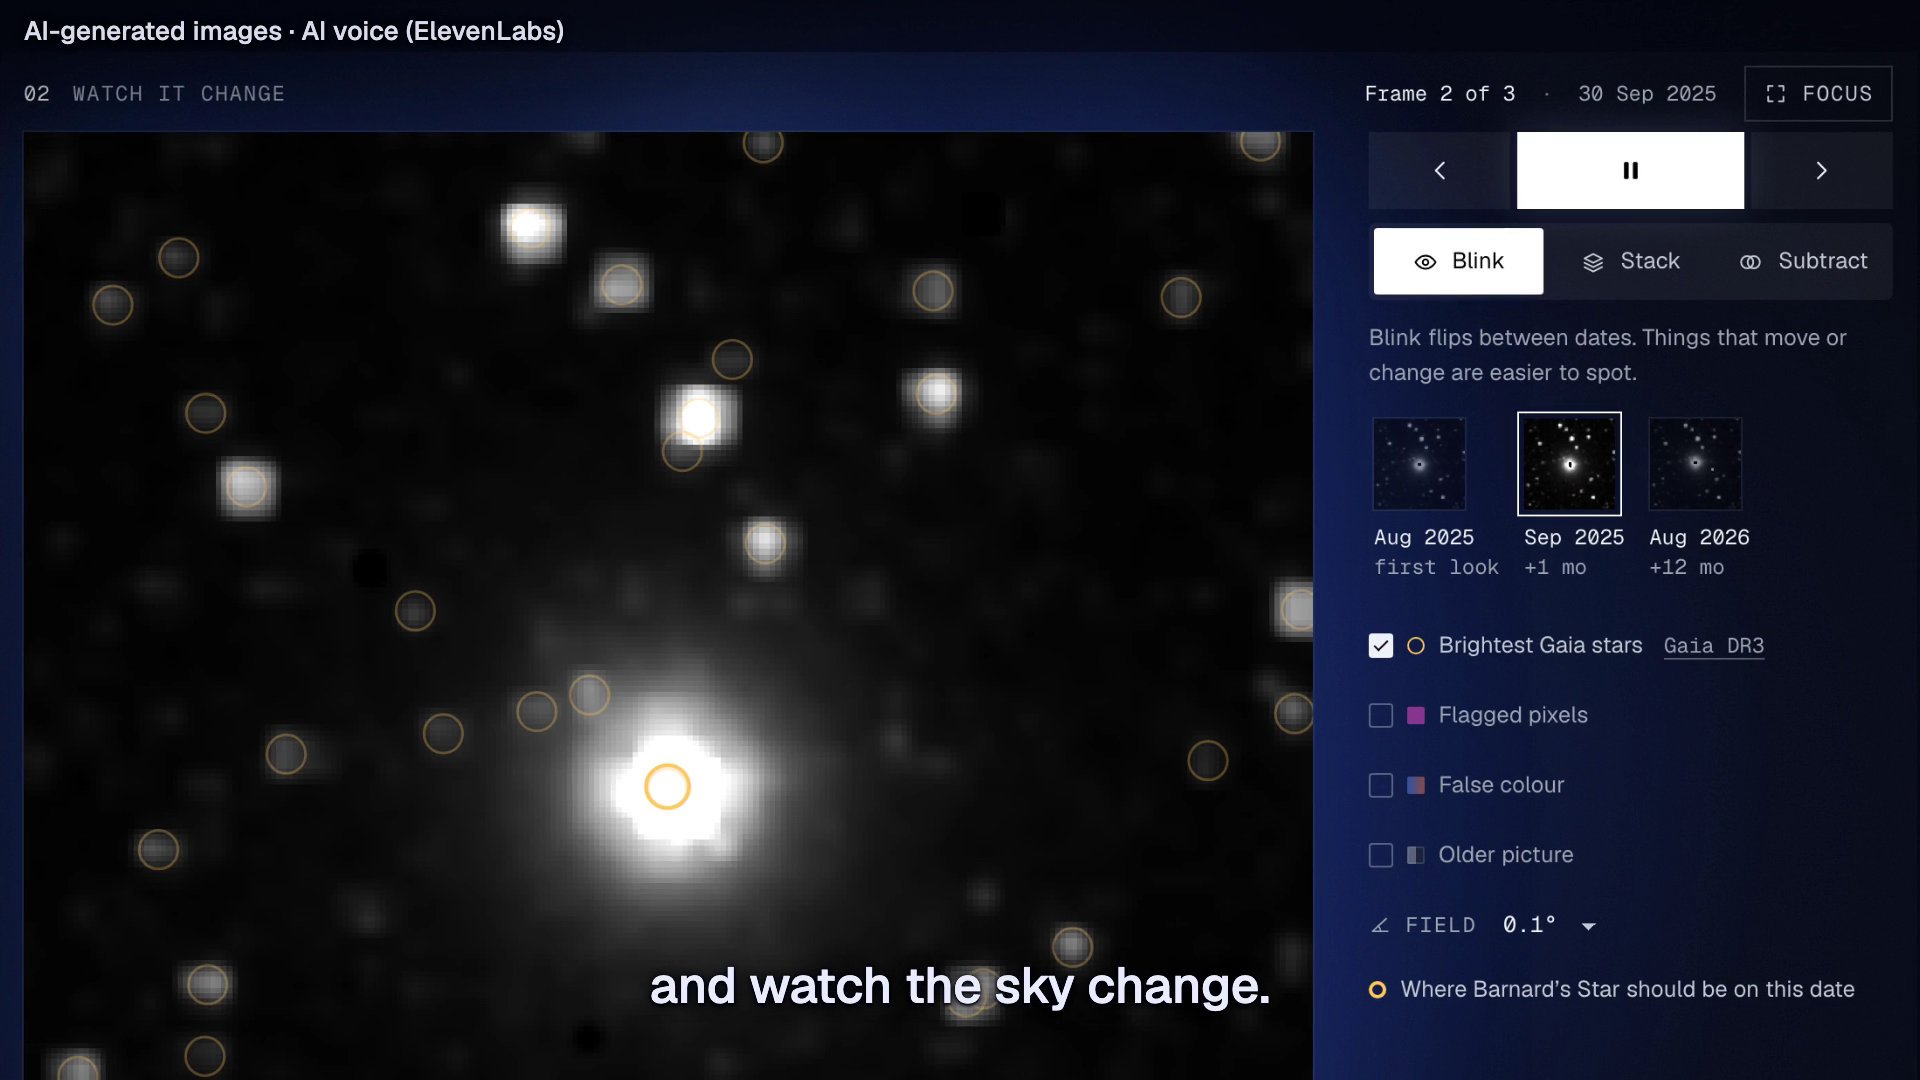 AI-generated images · AI voice (ElevenLabs)
02 WATCH IT CHANGE
Frame 2 of 3 · 30 Sep 2025
FOCUS
Blink
Stack
Subtract
Blink flips between dates. Things that move or
change are easier to spot.
Aug 2025
first look
Sep 2025
+1 mo
Aug 2026
+12 mo
Brightest Gaia stars Gaia DR3
Flagged pixels
False colour
Older picture
FIELD 0.1°
Where Barnard’s Star should be on this date
and watch the sky change.